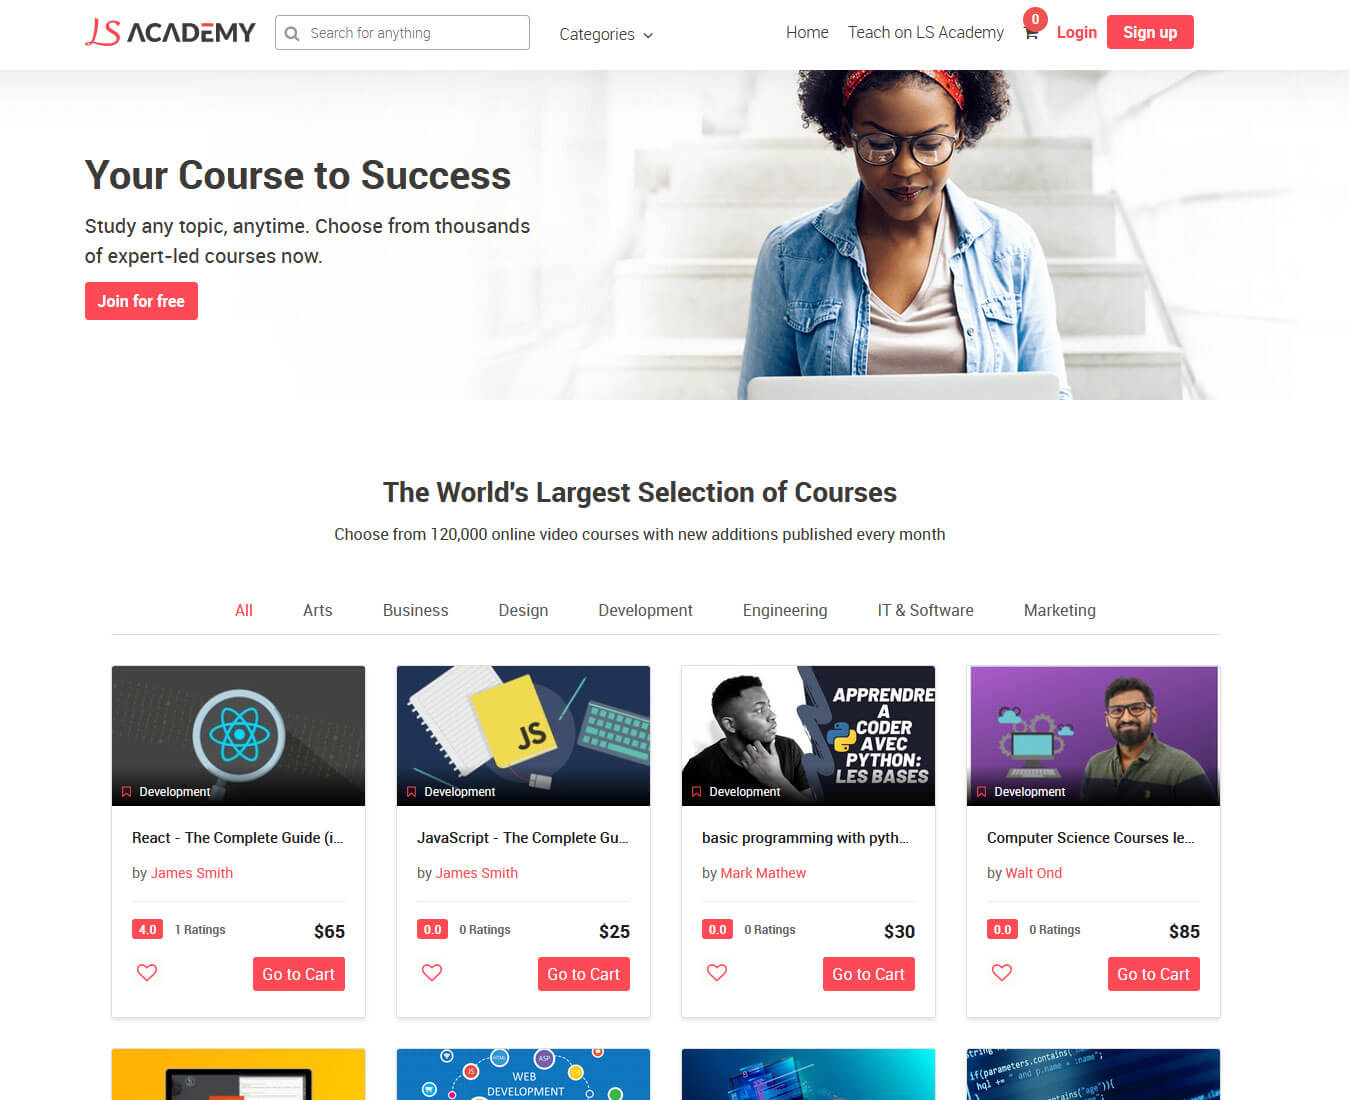 LS ACADEMY
Search for anything
Categories
Home
Teach on LS Academy
0
Login
Sign up
Your Course to Success
Study any topic, anytime. Choose from thousands
of expert-led courses now.
Join for free
The World's Largest Selection of Courses
Choose from 120,000 online video courses with new additions published every month
All
Arts
Business
Design
Development
Engineering
IT & Software
Marketing
Development
React - The Complete Guide (i...
by James Smith
4.0 1 Ratings $65
Go to Cart
JS
Development
JavaScript - The Complete Gu...
by James Smith
0.0 0 Ratings $25
Go to Cart
APPRENDRE
A
CODER
AVEC
PYTHON:
LES BASES
Development
basic programming with pyth...
by Mark Mathew
0.0 0 Ratings $30
Go to Cart
Development
Computer Science Courses le...
by Walt Ond
0.0 0 Ratings $85
Go to Cart
HTML
ASP
JS
WEB
DEVELOPMENT
if(parameters.contains("
hql += " and p.name = :name";
.contains("age")){